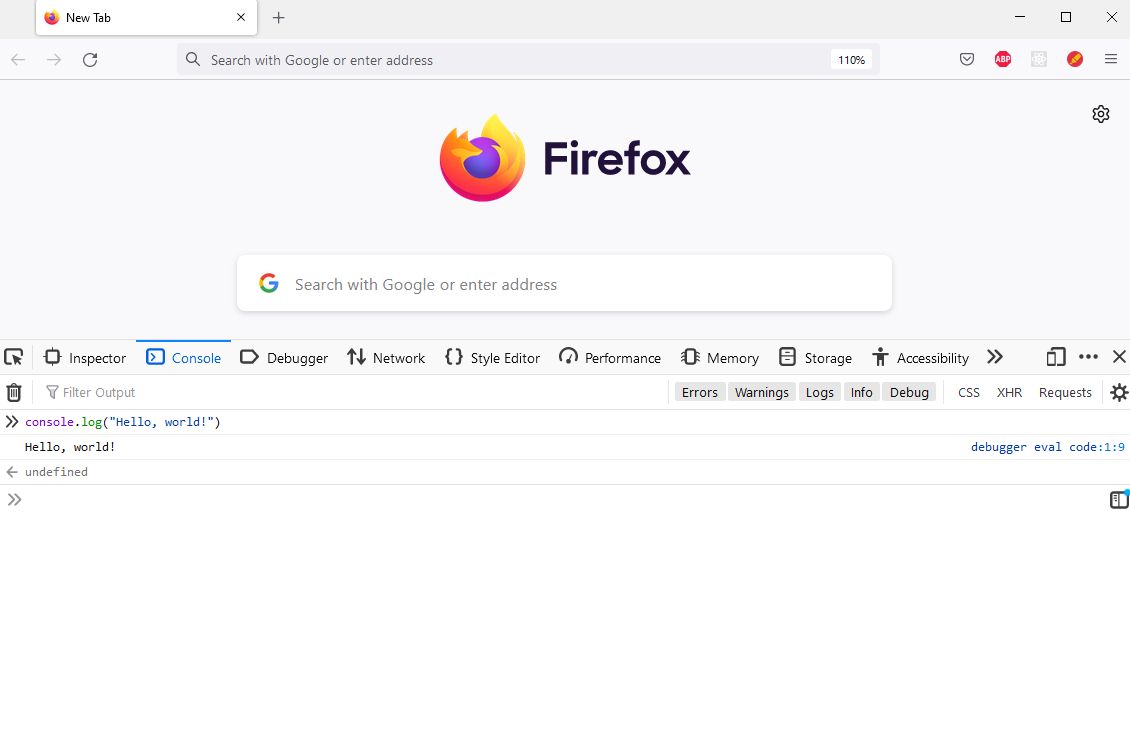 New Tab
Search with Google or enter address 110% ABP
Firefox
Search with Google or enter address
Inspector Console Debugger Network Style Editor Performance Memory Storage Accessibility
Filter Output Errors Warnings Logs Info Debug CSS XHR Requests
console.log("Hello, world!")
Hello, world! debugger eval code:1:9
undefined